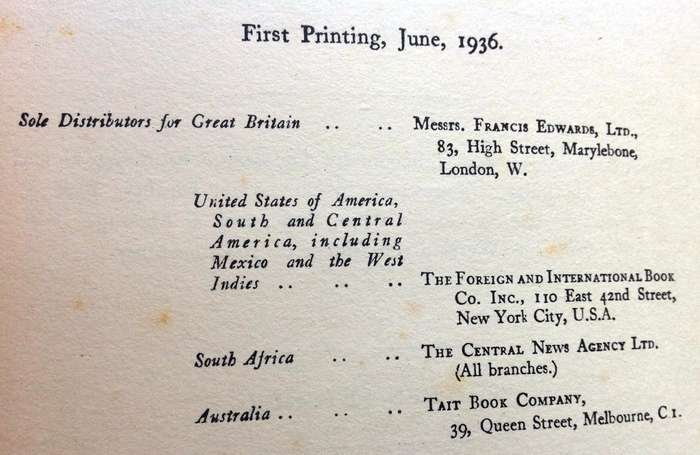 First Printing, June, 1936.
Sole Distributors for Great Britain .. .. Messrs. Francis Edwards, Ltd.,
83, High Street, Marylebone,
London, W.
United States of America,
South and Central
America, including
Mexico and the West
Indies .. .. .. The Foreign and International Book
Co. Inc., 110 East 42nd Street,
New York City, U.S.A.
South Africa .. .. The Central News Agency Ltd.
(All branches.)
Australia .. .. .. Tait Book Company,
39, Queen Street, Melbourne, C1.